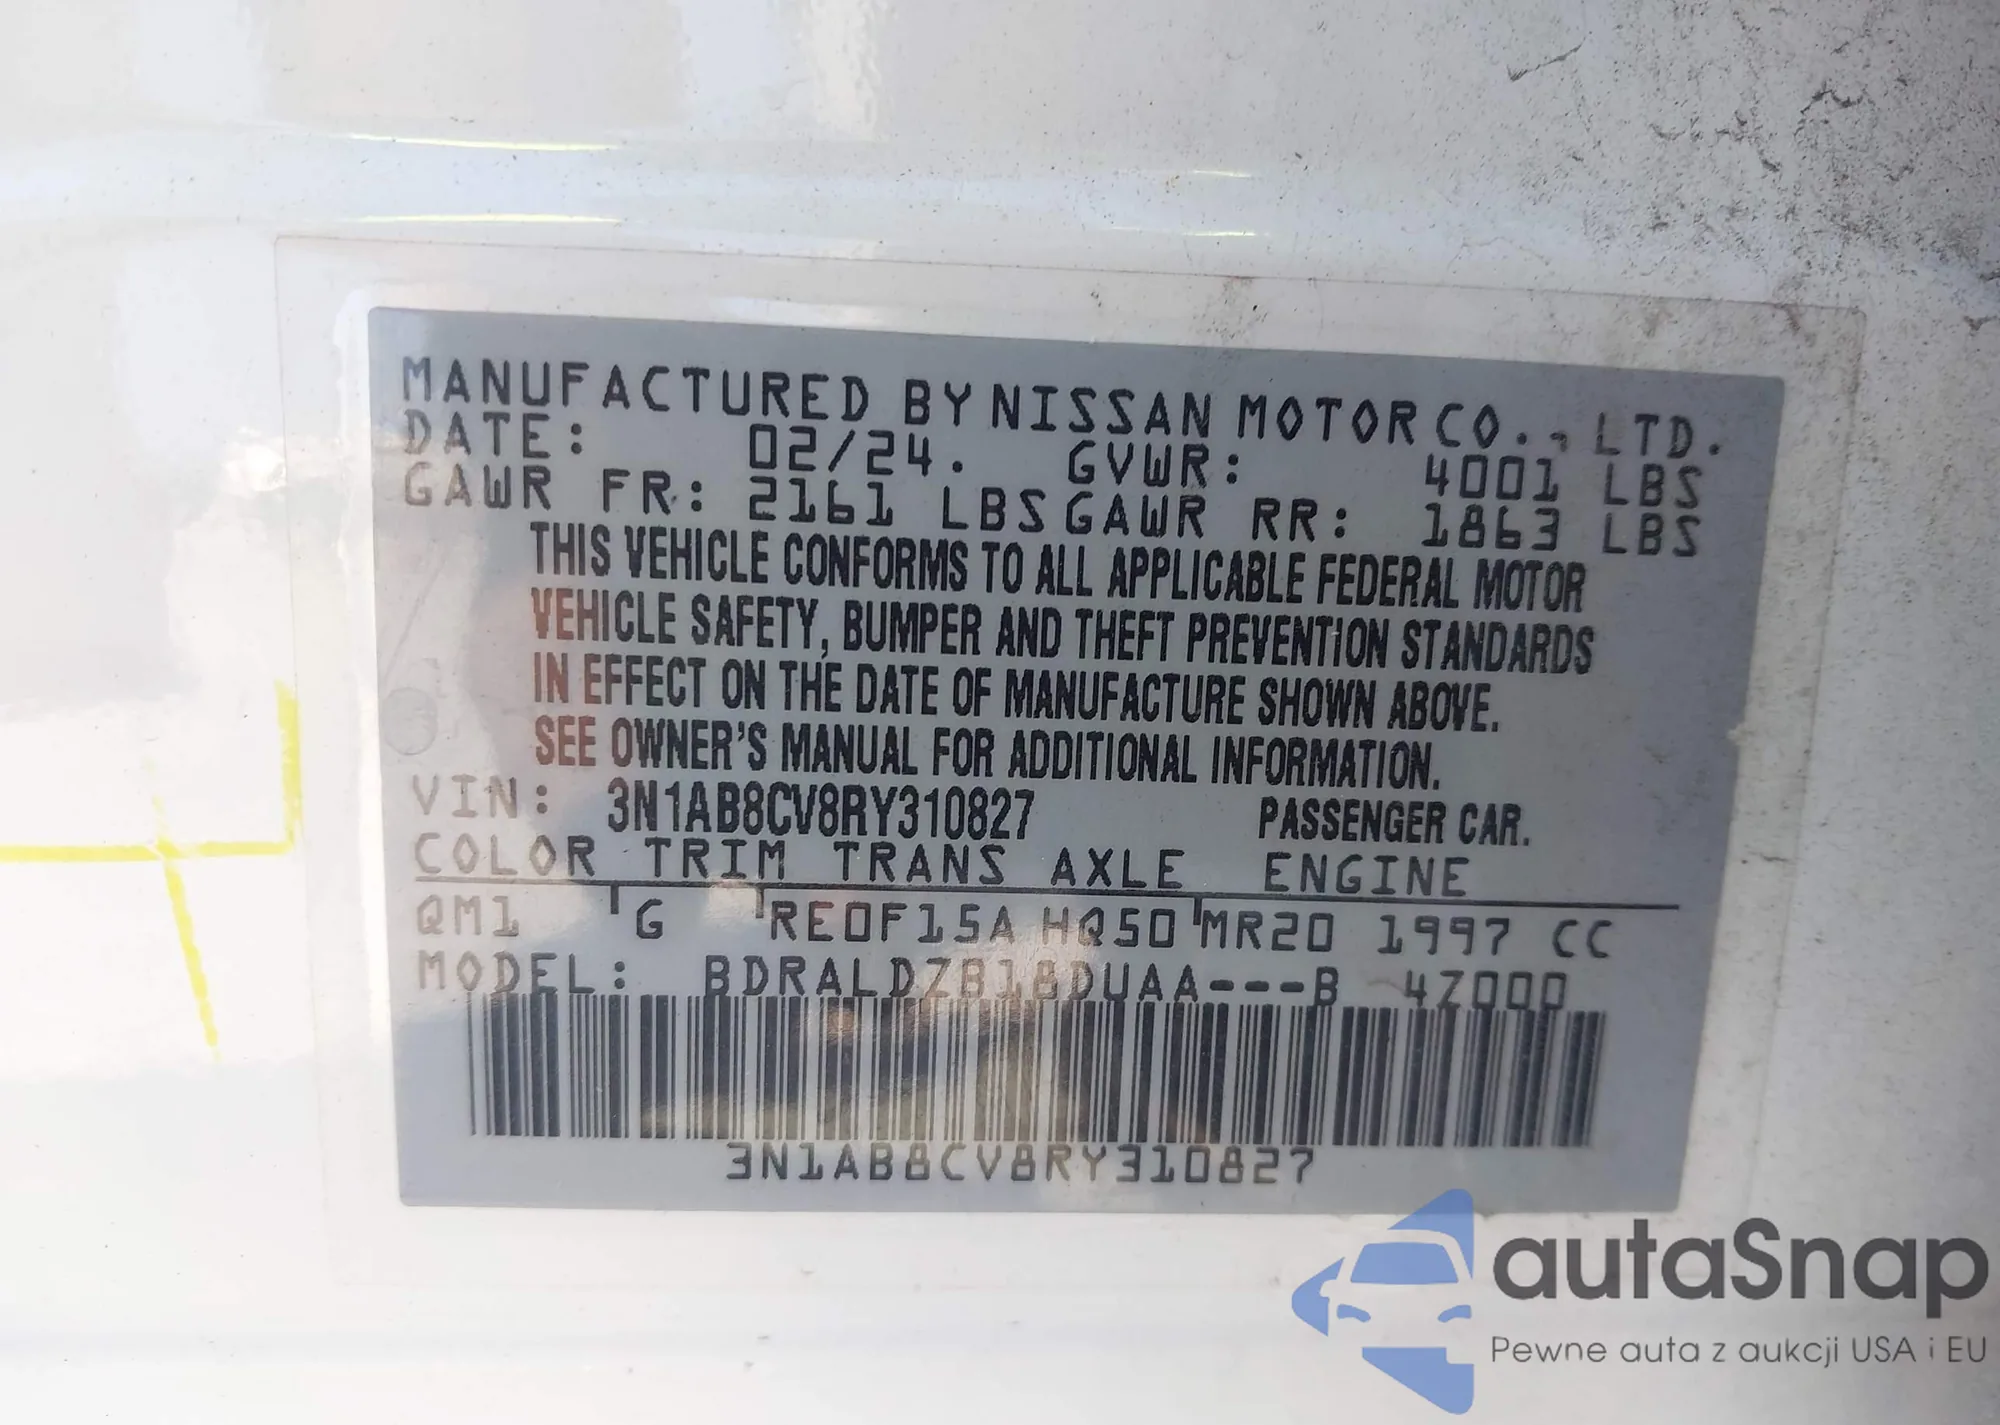 MANUFACTURED BY NISSAN MOTOR CO., LTD.
DATE: 02/24. GVWR: 4001 LBS
GAWR FR: 2161 LBS GAWR RR: 1863 LBS
THIS VEHICLE CONFORMS TO ALL APPLICABLE FEDERAL MOTOR
VEHICLE SAFETY, BUMPER AND THEFT PREVENTION STANDARDS
IN EFFECT ON THE DATE OF MANUFACTURE SHOWN ABOVE.
SEE OWNER'S MANUAL FOR ADDITIONAL INFORMATION.
VIN: 3N1AB8CV8RY310827 PASSENGER CAR.
COLOR TRIM TRANS AXLE ENGINE
QM1 G RE0F15A HQ50 MR20 1997 CC
MODEL: BDRALDZB18DUAA---B 4Z000
3N1AB8CV8RY310827
autaSnap
Pewne auta z aukcji USA i EU